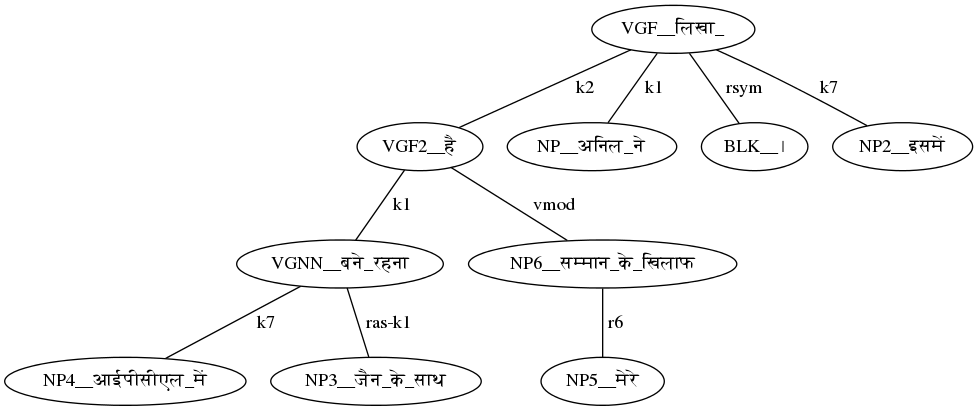 VGF__लिखा_
k2 k1 rsym k7
VGF2__है NP__अनिल_ने BLK__। NP2__इसमें
k1 vmod
VGNN__बने_रहना NP6__सम्मान_के_खिलाफ
k7 ras-k1 r6
NP4__आईपीसीएल_में NP3__जैन_के_साथ NP5__मेरे